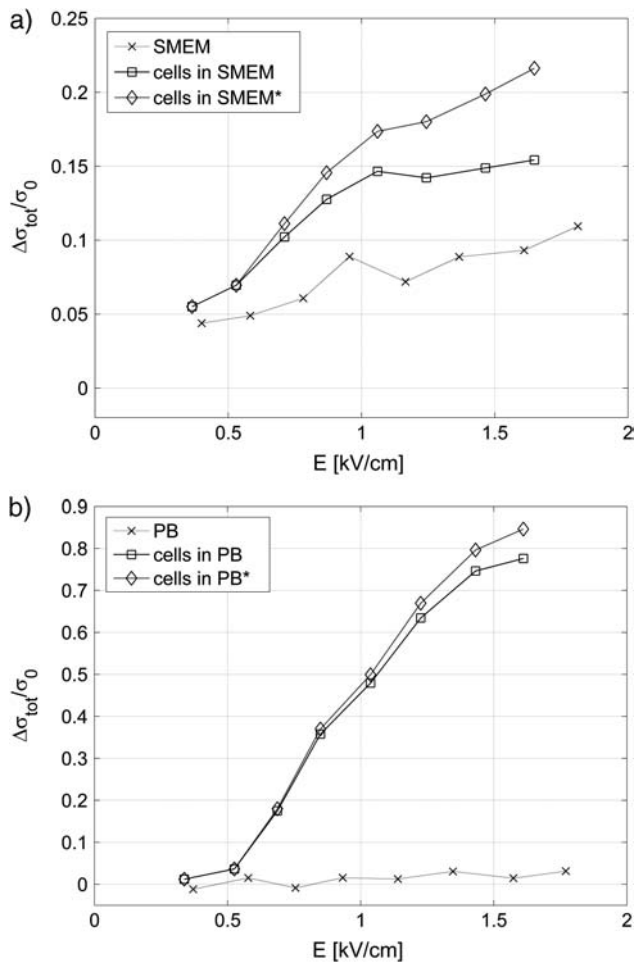 a)
0.25
0.2
0.15
0.1
0.05
0
Δσtot/σ0
SMEM
cells in SMEM
cells in SMEM*
0 0.5 1 1.5 2
E [kV/cm]
b)
0.9
0.8
0.7
0.6
0.5
0.4
0.3
0.2
0.1
0
Δσtot/σ0
PB
cells in PB
cells in PB*
0 0.5 1 1.5 2
E [kV/cm]